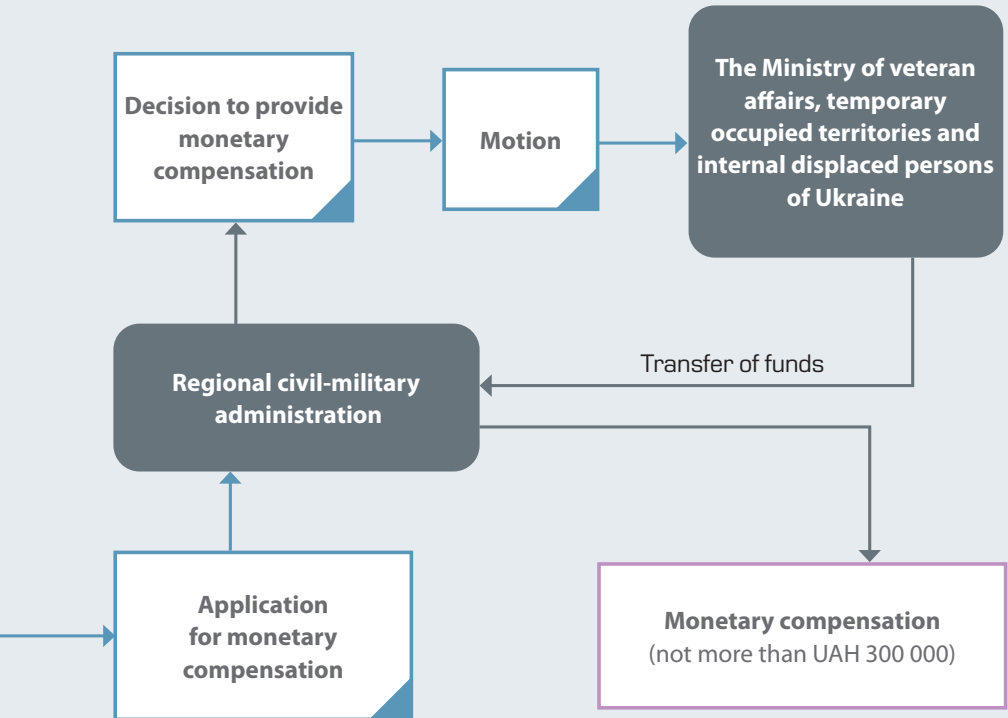 Decision to provide
monetary
compensation
Motion
The Ministry of veteran
affairs, temporary
occupied territories and
internal displaced persons
of Ukraine
Regional civil-military
administration
Transfer of funds
Application
for monetary
compensation
Monetary compensation
(not more than UAH 300 000)